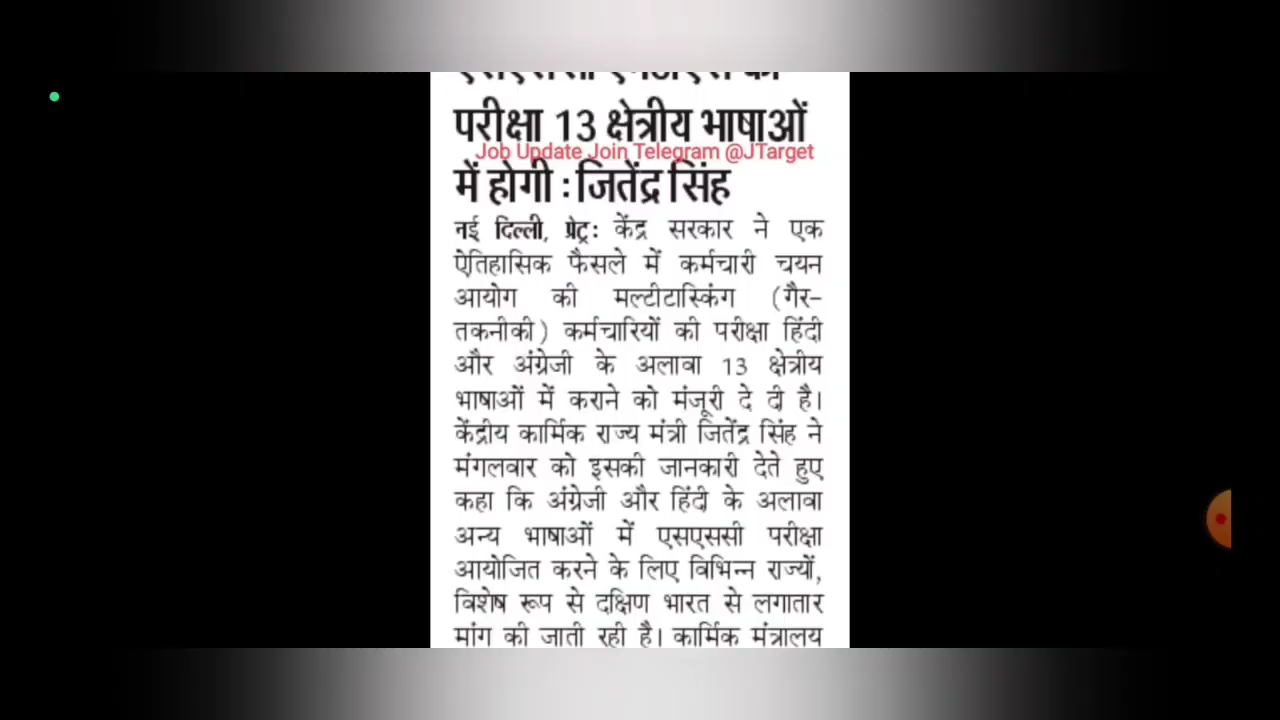 परीक्षा 13 क्षेत्रीय भाषाओं
Job Update Join Telegram @JTarget
में होगी : जितेंद्र सिंह
नई दिल्ली, प्रेट्र: केंद्र सरकार ने एक
ऐतिहासिक फैसले में कर्मचारी चयन
आयोग की मल्टीटास्किंग (गैर-
तकनीकी) कर्मचारियों की परीक्षा हिंदी
और अंग्रेजी के अलावा 13 क्षेत्रीय
भाषाओं में कराने को मंजूरी दे दी है।
केंद्रीय कार्मिक राज्य मंत्री जितेंद्र सिंह ने
मंगलवार को इसकी जानकारी देते हुए
कहा कि अंग्रेजी और हिंदी के अलावा
अन्य भाषाओं में एसएससी परीक्षा
आयोजित करने के लिए विभिन्न राज्यों,
विशेष रूप से दक्षिण भारत से लगातार
मांग की जाती रही है। कार्मिक मंत्रालय